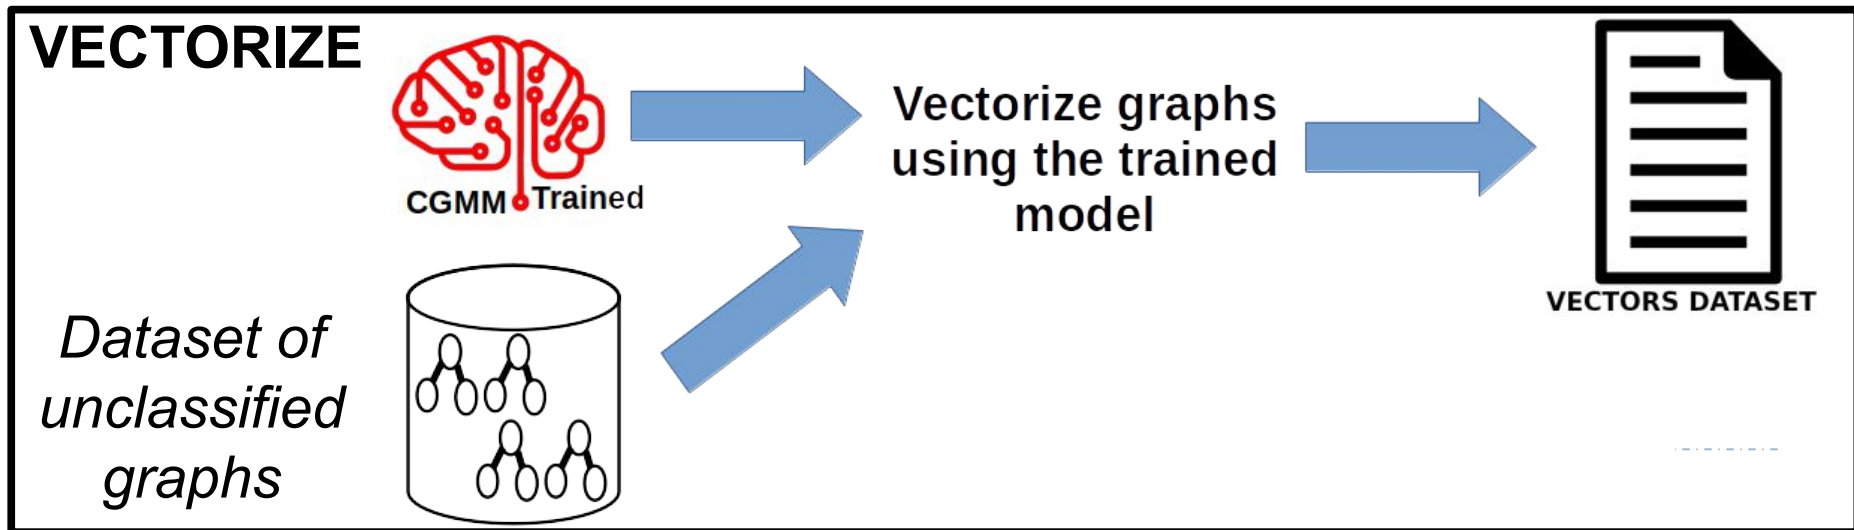 VECTORIZE
CGMM Trained
Vectorize graphs
using the trained
model
VECTORS DATASET
Dataset of
unclassified
graphs